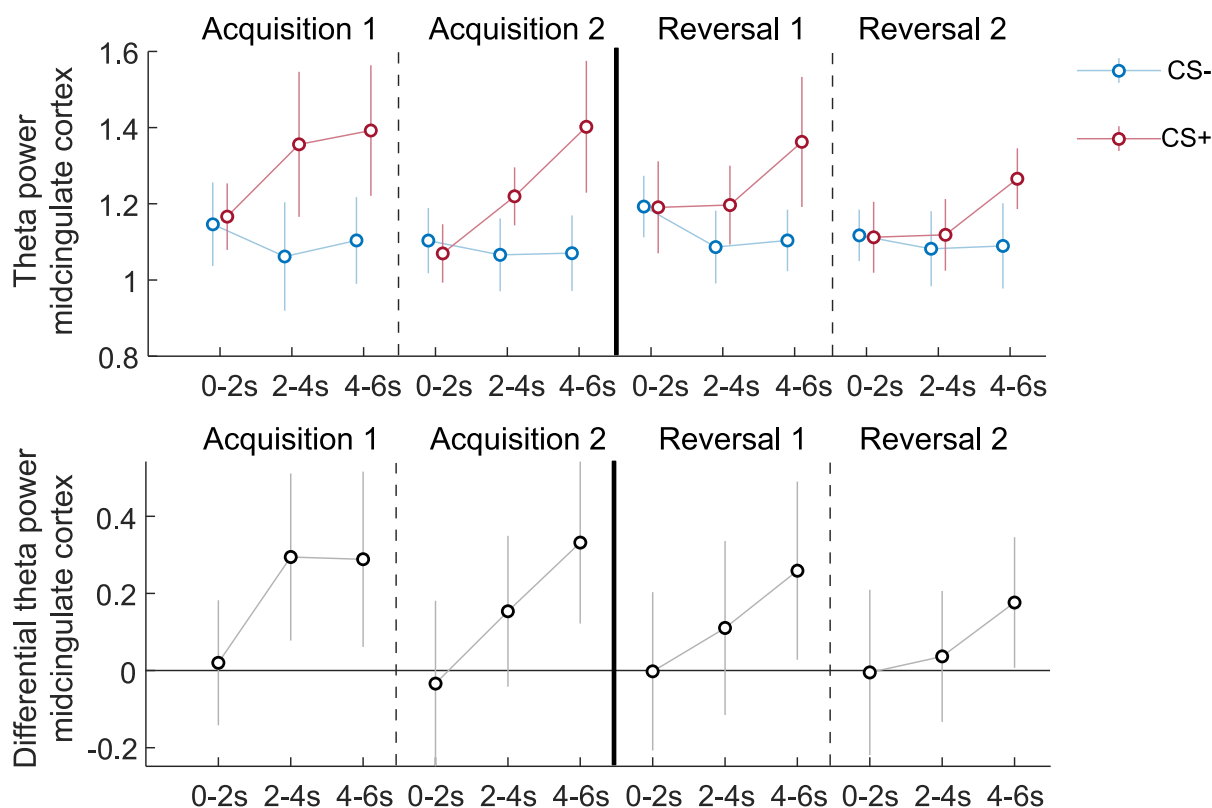 Acquisition 1 Acquisition 2 Reversal 1 Reversal 2
Theta power
midcingulate cortex
1.6
1.4
1.2
1
0.8
CS-
CS+
0-2s 2-4s 4-6s 0-2s 2-4s 4-6s 0-2s 2-4s 4-6s 0-2s 2-4s 4-6s
Acquisition 1 Acquisition 2 Reversal 1 Reversal 2
Differential theta power
midcingulate cortex
0.4
0.2
0
-0.2
0-2s 2-4s 4-6s 0-2s 2-4s 4-6s 0-2s 2-4s 4-6s 0-2s 2-4s 4-6s